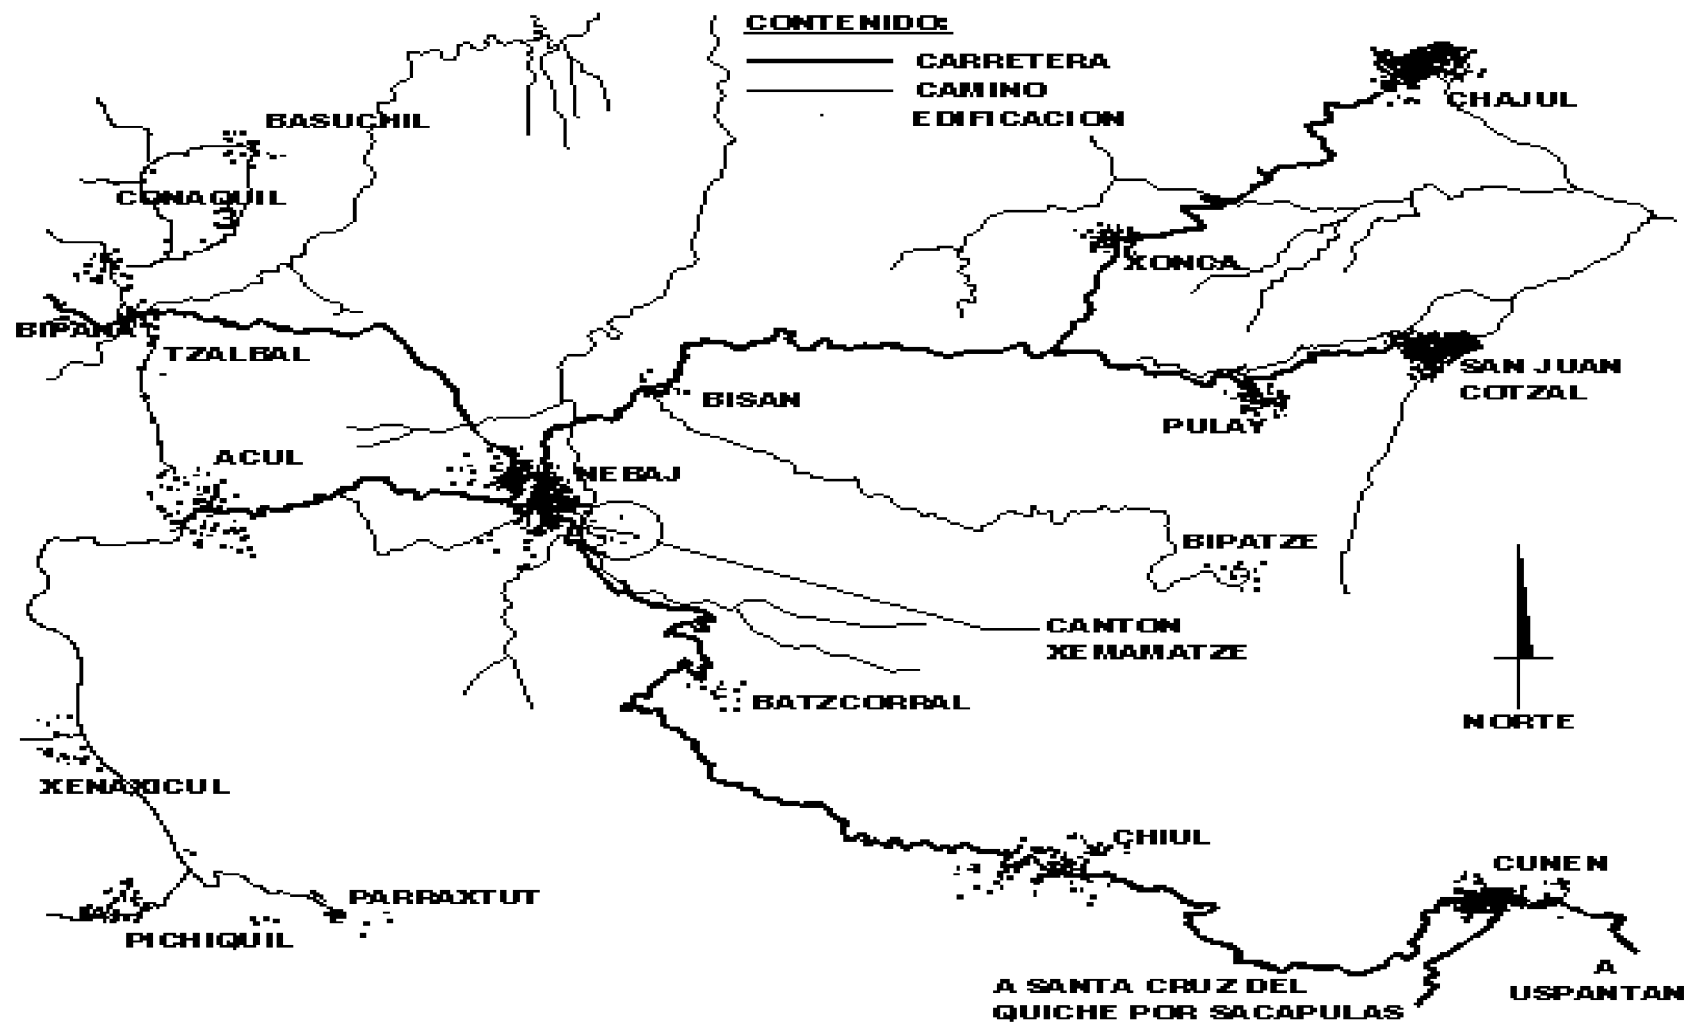 CONTENIDO:
CARRETERA
CAMINO
EDIFICACION
CHAJUL
BASUCHIL
CONAQUIL
XONCA
BIPANA
TZALBAL
SAN JUAN
COTZAL
BISAN
PULAY
ACUL
NEBAJ
BIPATZE
CANTON
XEMAMATZE
BATZCORRAL
NORTE
XENAXICUL
CHIUL
CUNEN
PARRAXTUT
PICHIQUIL
A SANTA CRUZ DEL
QUICHE POR SACAPULAS
A
USPANTAN